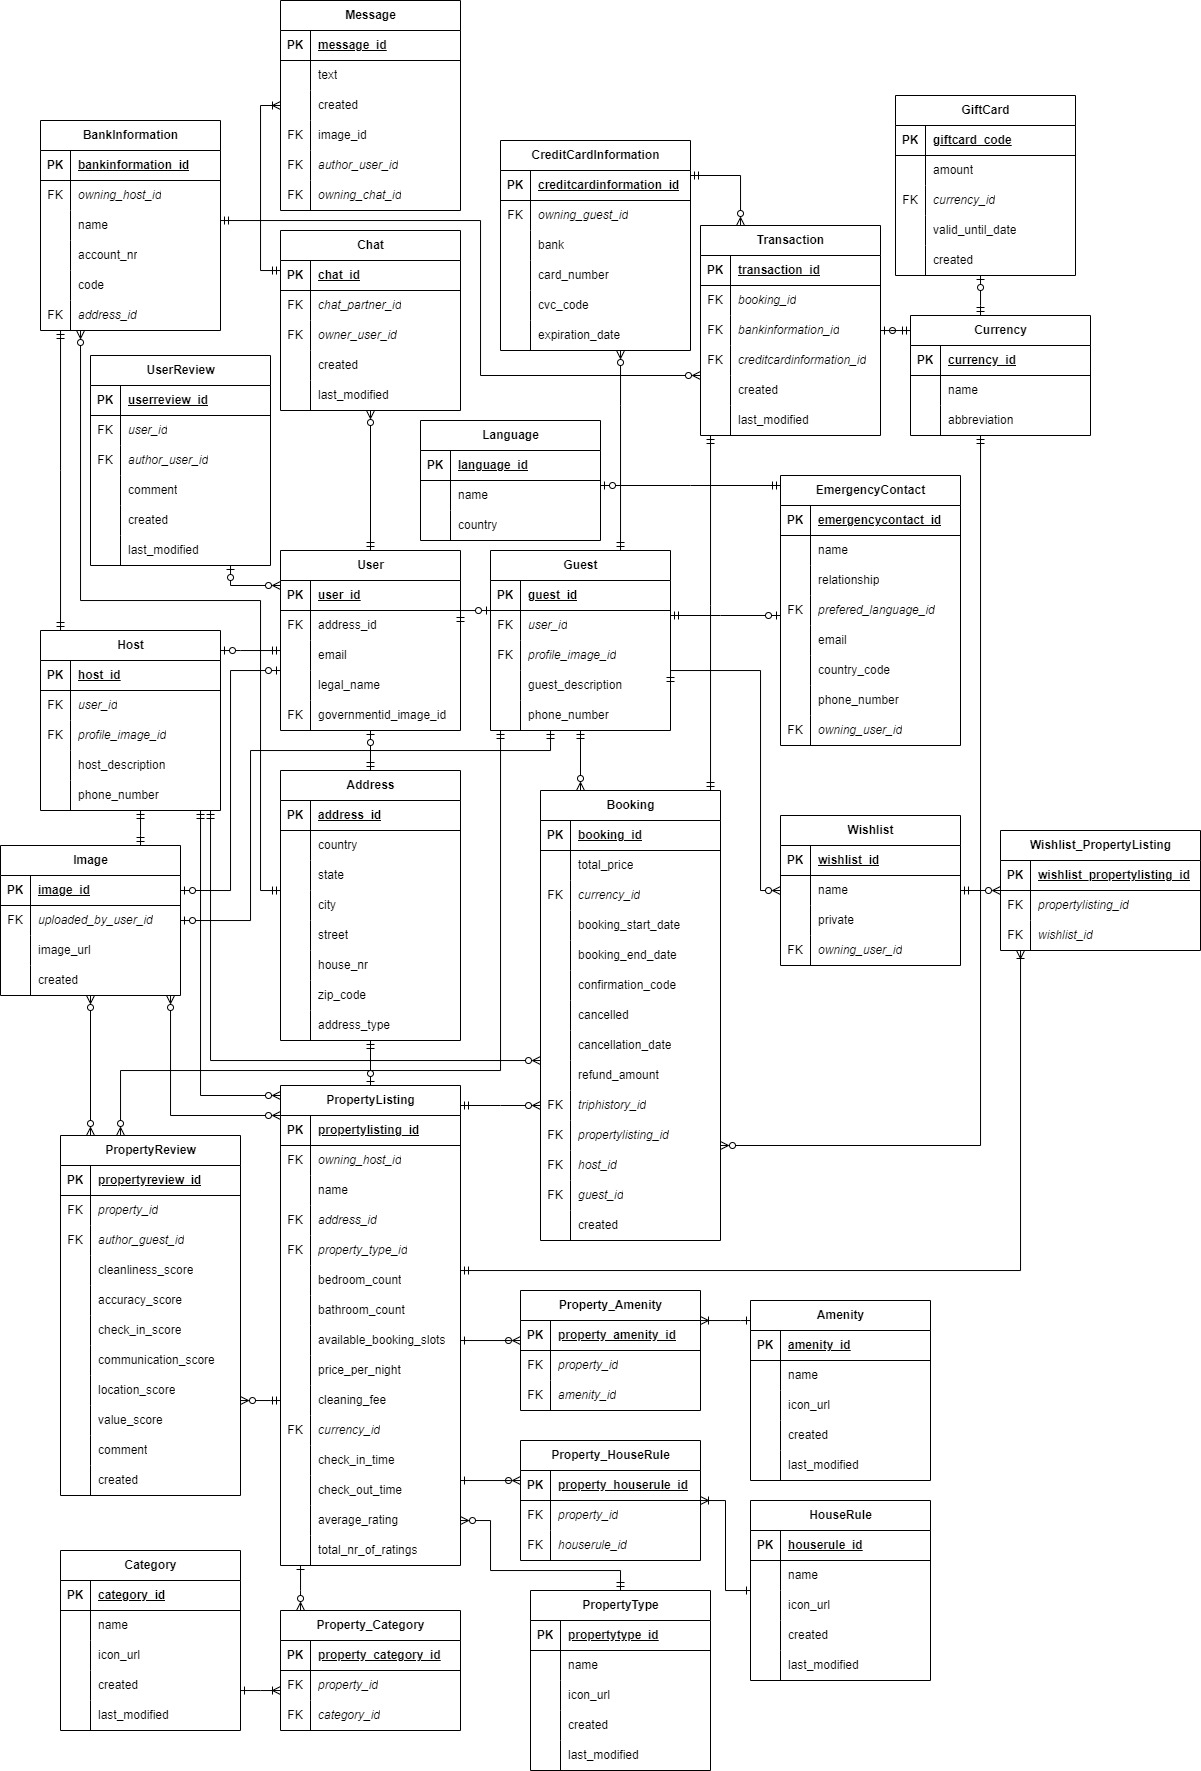 Message
PK message_id
text
created
FK image_id
FK author_user_id
FK owning_chat_id
BankInformation
PK bankinformation_id
FK owning_host_id
name
account_nr
code
FK address_id
CreditCardInformation
PK creditcardinformation_id
FK owning_guest_id
bank
card_number
cvc_code
expiration_date
GiftCard
PK giftcard_code
amount
FK currency_id
valid_until_date
created
Chat
PK chat_id
FK chat_partner_id
FK owner_user_id
created
last_modified
Transaction
PK transaction_id
FK booking_id
FK bankinformation_id
FK creditcardinformation_id
created
last_modified
Currency
PK currency_id
name
abbreviation
UserReview
PK userreview_id
FK user_id
FK author_user_id
comment
created
last_modified
Language
PK language_id
name
country
EmergencyContact
PK emergencycontact_id
name
relationship
FK prefered_language_id
email
country_code
phone_number
FK owning_user_id
User
PK user_id
FK address_id
email
legal_name
FK governmentid_image_id
Guest
PK guest_id
FK user_id
FK profile_image_id
guest_description
phone_number
Host
PK host_id
FK user_id
FK profile_image_id
host_description
phone_number
Address
PK address_id
country
state
city
street
house_nr
zip_code
address_type
Booking
PK booking_id
total_price
FK currency_id
booking_start_date
booking_end_date
confirmation_code
cancelled
cancellation_date
refund_amount
FK triphistory_id
FK propertylisting_id
FK host_id
FK guest_id
created
Wishlist
PK wishlist_id
name
private
FK owning_user_id
Wishlist_PropertyListing
PK wishlist_propertylisting_id
FK propertylisting_id
FK wishlist_id
Image
PK image_id
FK uploaded_by_user_id
image_url
created
PropertyListing
PK propertylisting_id
FK owning_host_id
name
FK address_id
FK property_type_id
bedroom_count
bathroom_count
available_booking_slots
price_per_night
cleaning_fee
FK currency_id
check_in_time
check_out_time
average_rating
total_nr_of_ratings
PropertyReview
PK propertyreview_id
FK property_id
FK author_guest_id
cleanliness_score
accuracy_score
check_in_score
communication_score
location_score
value_score
comment
created
Property_Amenity
PK property_amenity_id
FK property_id
FK amenity_id
Amenity
PK amenity_id
name
icon_url
created
last_modified
Property_HouseRule
PK property_houserule_id
FK property_id
FK houserule_id
HouseRule
PK houserule_id
name
icon_url
created
last_modified
Category
PK category_id
name
icon_url
created
last_modified
Property_Category
PK property_category_id
FK property_id
FK category_id
PropertyType
PK propertytype_id
name
icon_url
created
last_modified